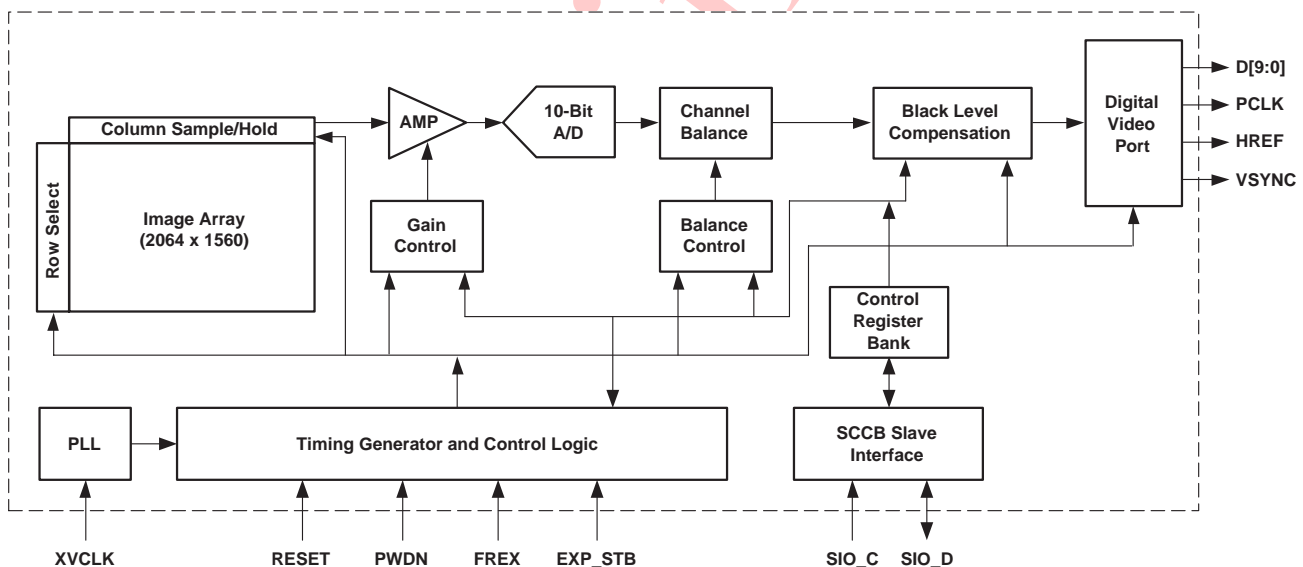 Column Sample/Hold
Row Select
Image Array
(2064 x 1560)
AMP
10-Bit
A/D
Channel
Balance
Black Level
Compensation
Digital
Video
Port
D[9:0]
PCLK
HREF
VSYNC
Gain
Control
Balance
Control
Control
Register
Bank
PLL
Timing Generator and Control Logic
SCCB Slave
Interface
XVCLK
RESET
PWDN
FREX
EXP_STB
SIO_C
SIO_D